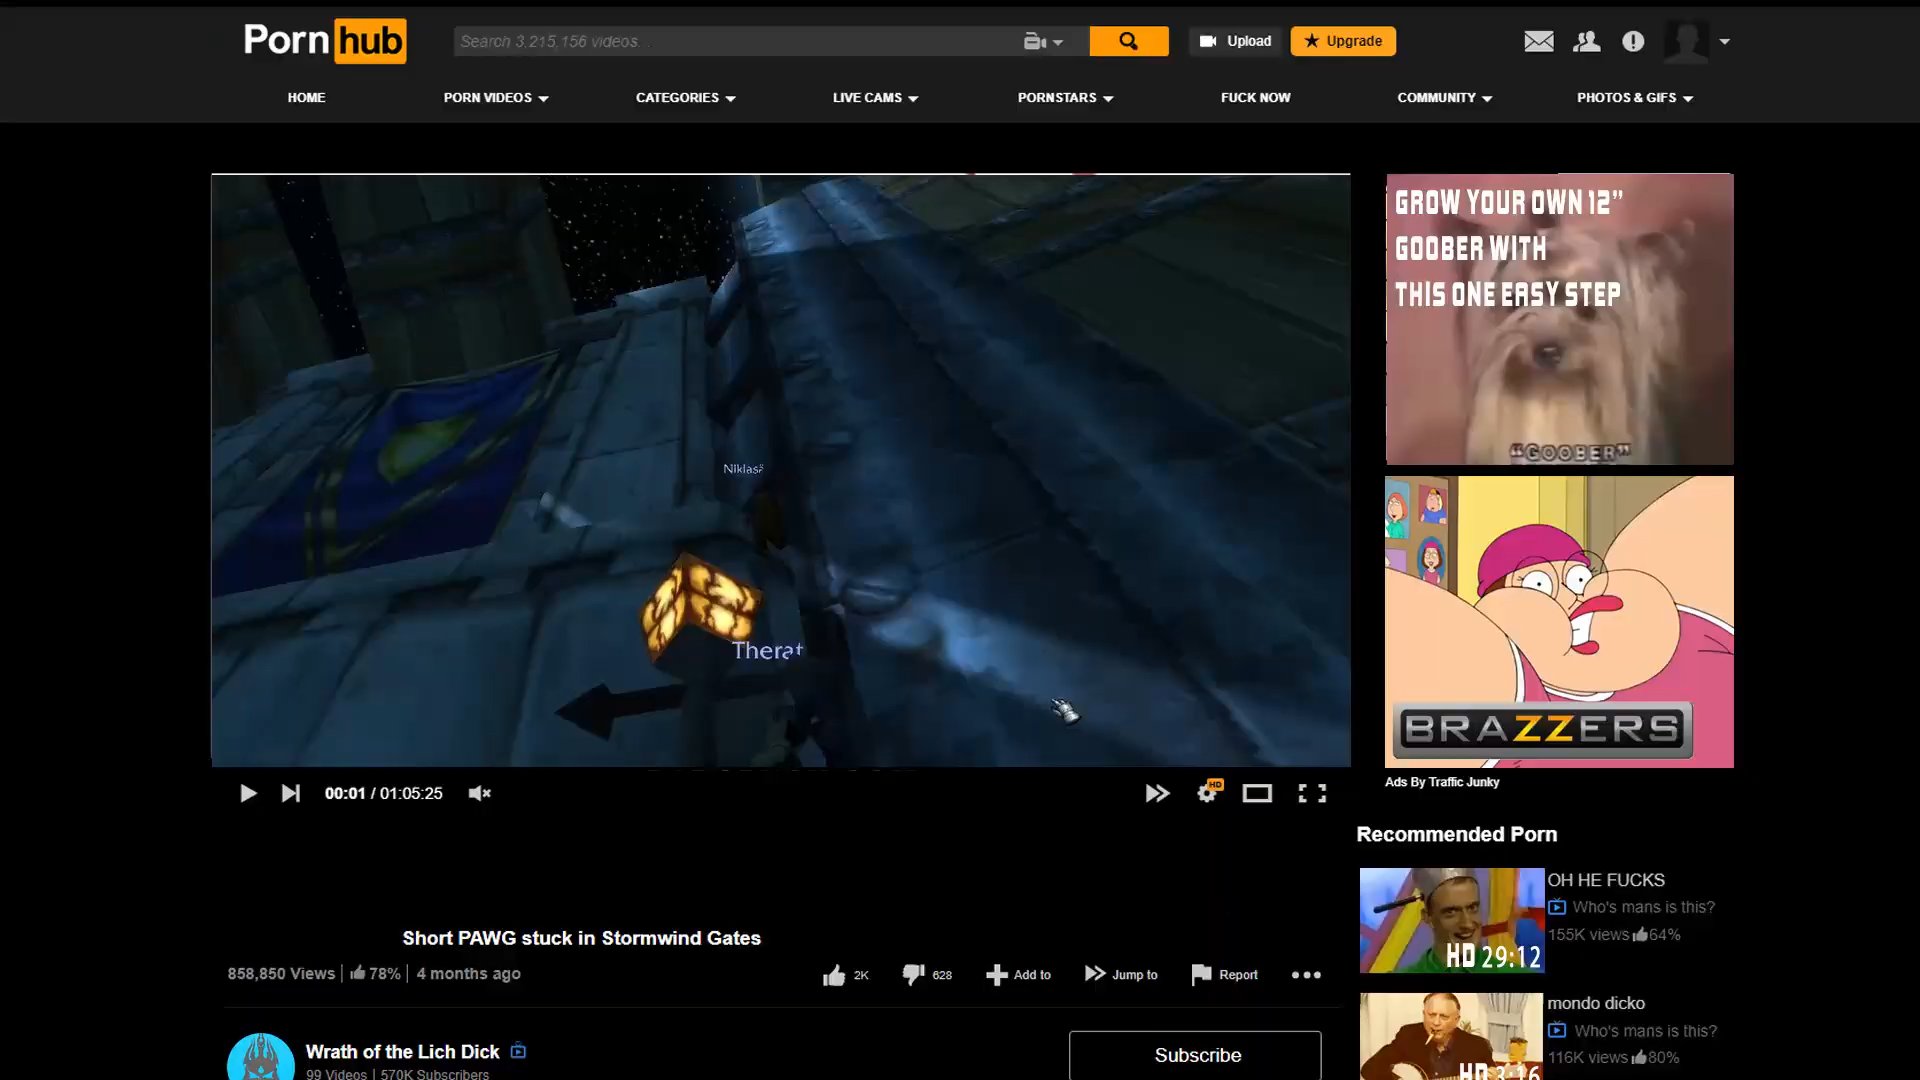 Porn hub
Search 3,215,156 videos...
Upload
Upgrade
HOME
PORN VIDEOS
CATEGORIES
LIVE CAMS
PORNSTARS
FUCK NOW
COMMUNITY
PHOTOS & GIFS
GROW YOUR OWN 12”
GOOBER WITH
THIS ONE EASY STEP
“GOOBER”
Therat
BRAZZERS
00:01 / 01:05:25
HD
Ads By Traffic Junky
Recommended Porn
OH HE FUCKS
Who's mans is this?
155K views 64%
HD 29:12
Short PAWG stuck in Stormwind Gates
858,850 Views | 78% | 4 months ago
2K
628
Add to
Jump to
Report
mondo dicko
Who's mans is this?
116K views 80%
HD 3:16
Wrath of the Lich Dick
99 Videos | 570K Subscribers
Subscribe